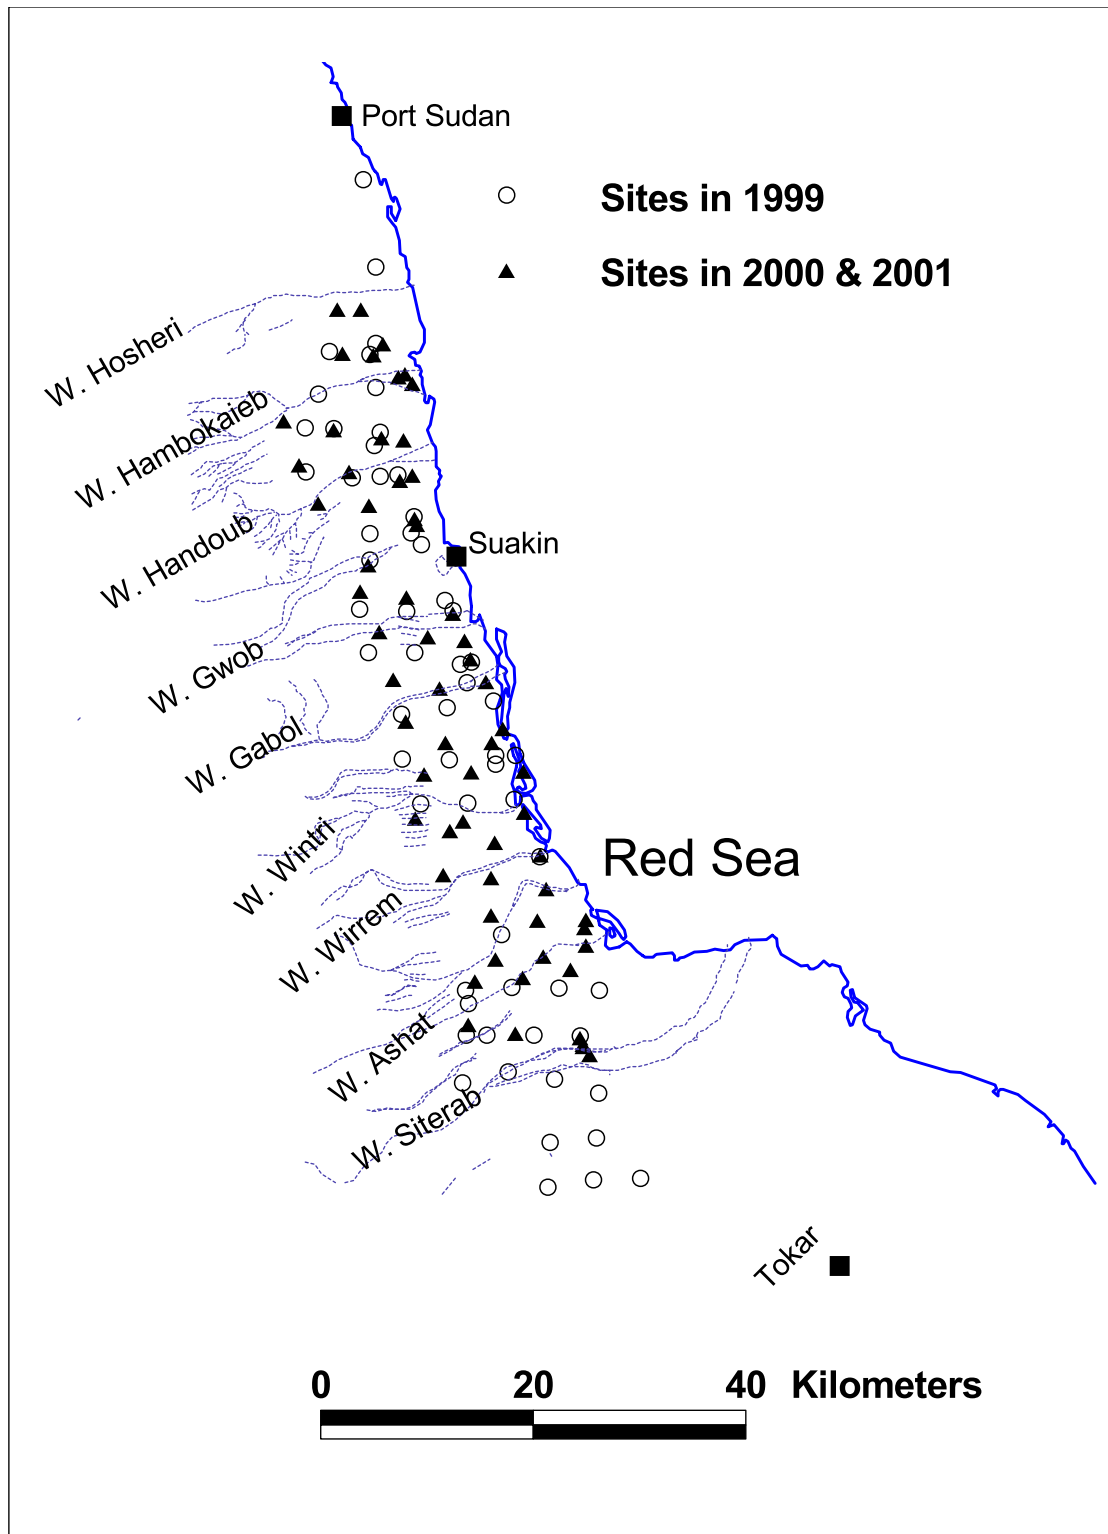 Port Sudan
Sites in 1999
Sites in 2000 & 2001
W. Hosheri
W. Hambokaieb
W. Handoub
Suakin
W. Gwob
W. Gabol
W. Wintri
Red Sea
W. Wirrem
W. Ashat
W. Siterab
Tokar
0 20 40 Kilometers